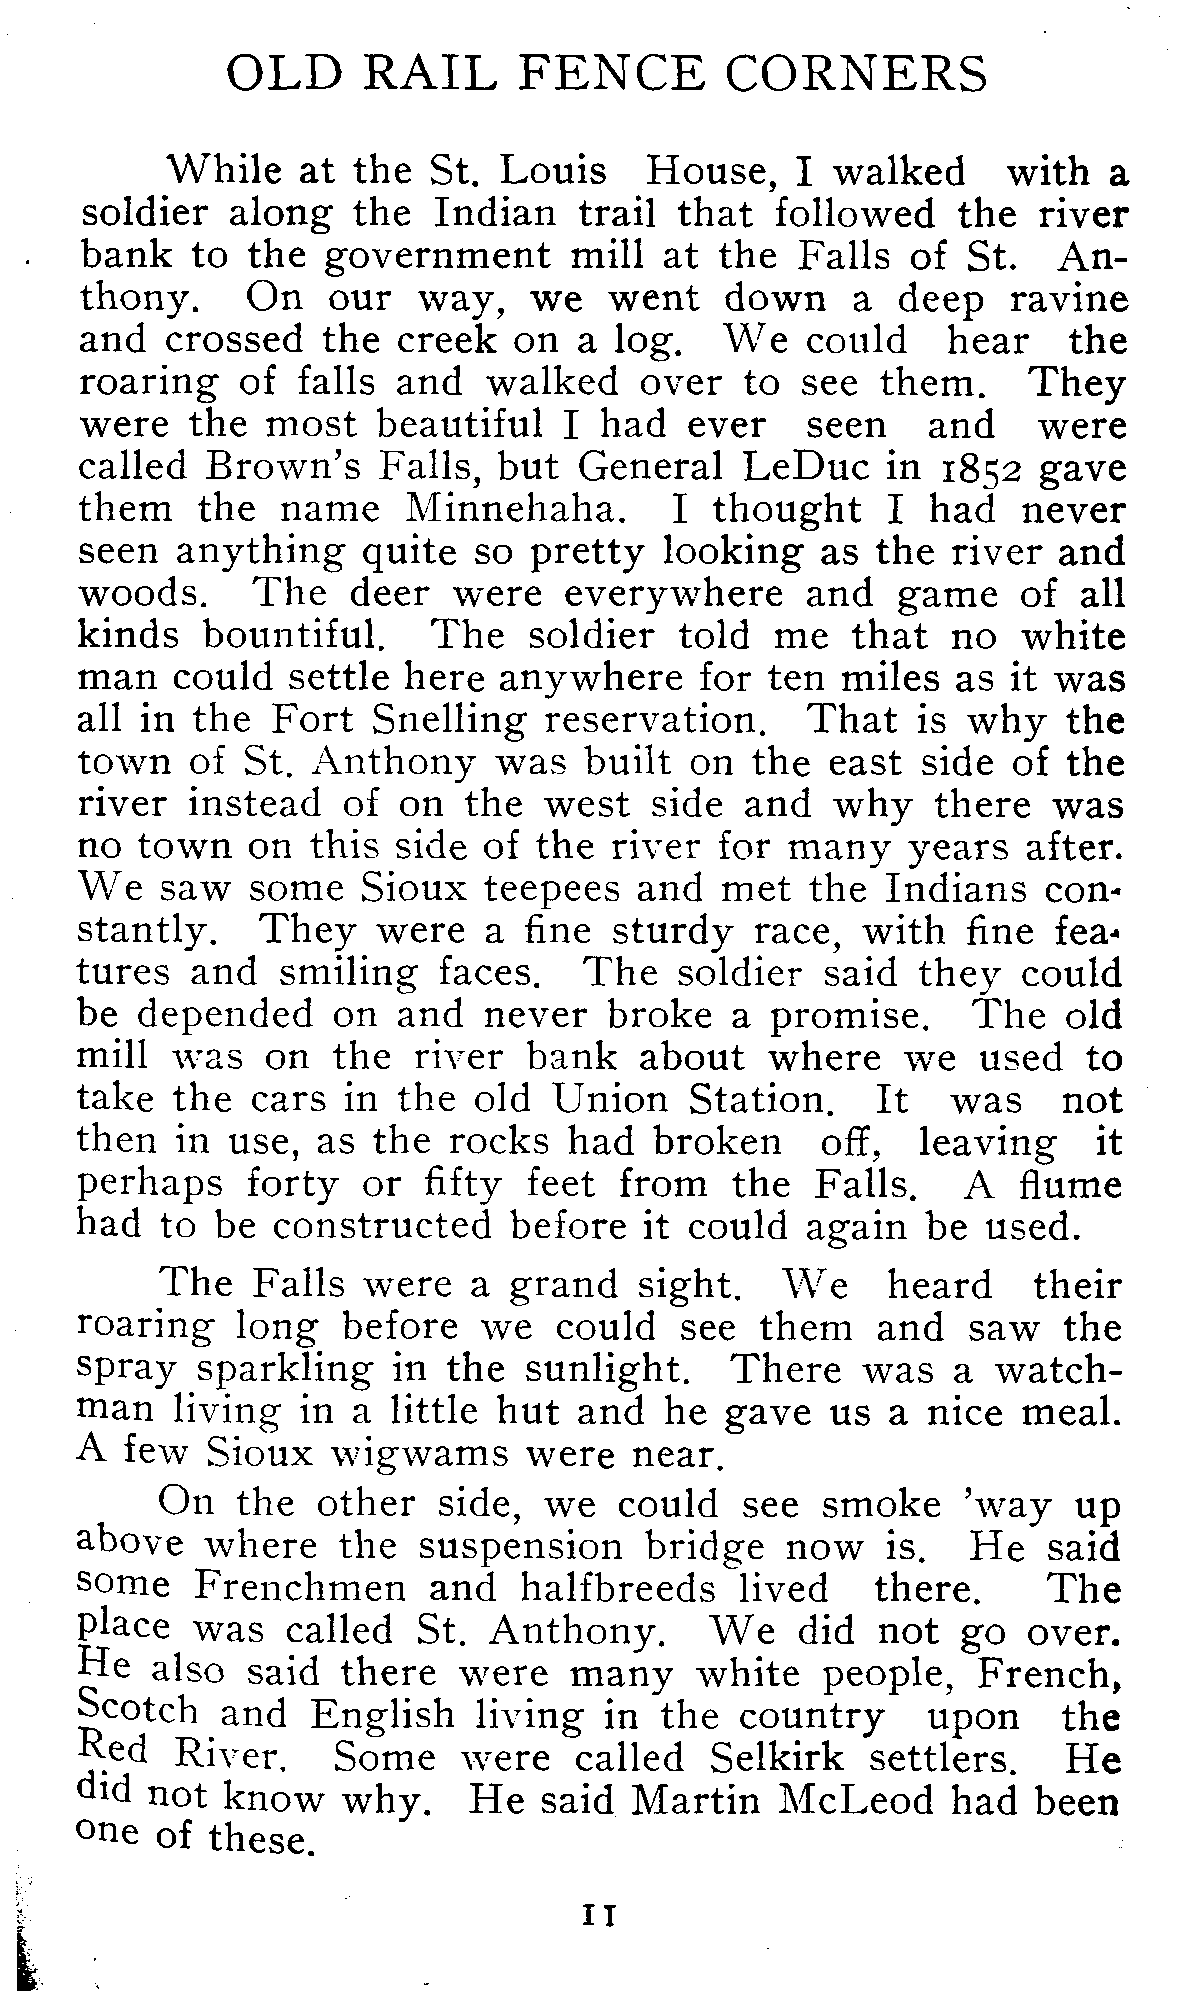 OLD RAIL FENCE CORNERS
While at the St. Louis House, I walked with a
soldier along the Indian trail that followed the river
bank to the government mill at the Falls of St. An-
thony. On our way, we went down a deep ravine
and crossed the creek on a log. We could hear the
roaring of falls and walked over to see them. They
were the most beautiful I had ever seen and were
called Brown's Falls, but General LeDuc in 1852 gave
them the name Minnehaha. I thought I had never
seen anything quite so pretty looking as the river and
woods. The deer were everywhere and game of all
kinds bountiful. The soldier told me that no white
man could settle here anywhere for ten miles as it was
all in the Fort Snelling reservation. That is why the
town of St. Anthony was built on the east side of the
river instead of on the west side and why there was
no town on this side of the river for many years after.
We saw some Sioux teepees and met the Indians con-
stantly. They were a fine sturdy race, with fine fea-
tures and smiling faces. The soldier said they could
be depended on and never broke a promise. The old
mill was on the river bank about where we used to
take the cars in the old Union Station. It was not
then in use, as the rocks had broken off, leaving it
perhaps forty or fifty feet from the Falls. A flume
had to be constructed before it could again be used.
The Falls were a grand sight. We heard their
roaring long before we could see them and saw the
spray sparkling in the sunlight. There was a watch-
man living in a little hut and he gave us a nice meal.
A few Sioux wigwams were near.
On the other side, we could see smoke 'way up
above where the suspension bridge now is. He said
some Frenchmen and halfbreeds lived there. The
place was called St. Anthony. We did not go over.
He also said there were many white people, French,
Scotch and English living in the country upon the
Red River. Some were called Selkirk settlers. He
did not know why. He said Martin McLeod had been
one of these.
11